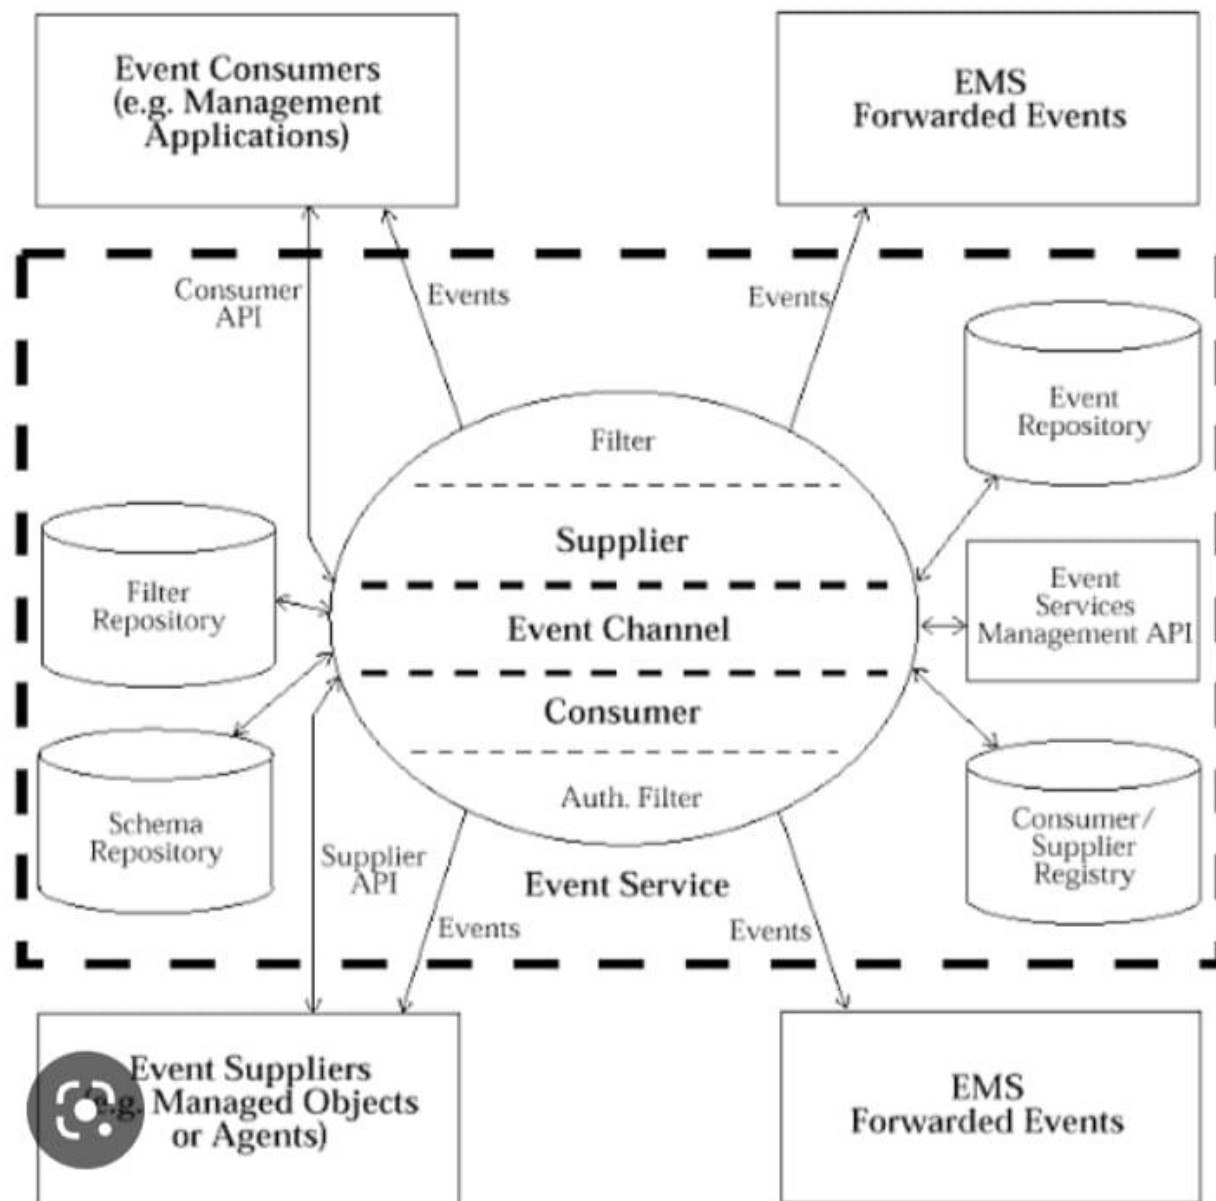 Event Consumers
(e.g. Management
Applications)
EMS
Forwarded Events
Consumer
API
Events
Events
Event
Repository
Filter
Supplier
Event Channel
Consumer
Auth. Filter
Filter
Repository
Event
Services
Management API
Schema
Repository
Consumer/
Supplier
Registry
Supplier
API
Event Service
Events
Events
Event Suppliers
(e.g. Managed Objects
or Agents)
EMS
Forwarded Events